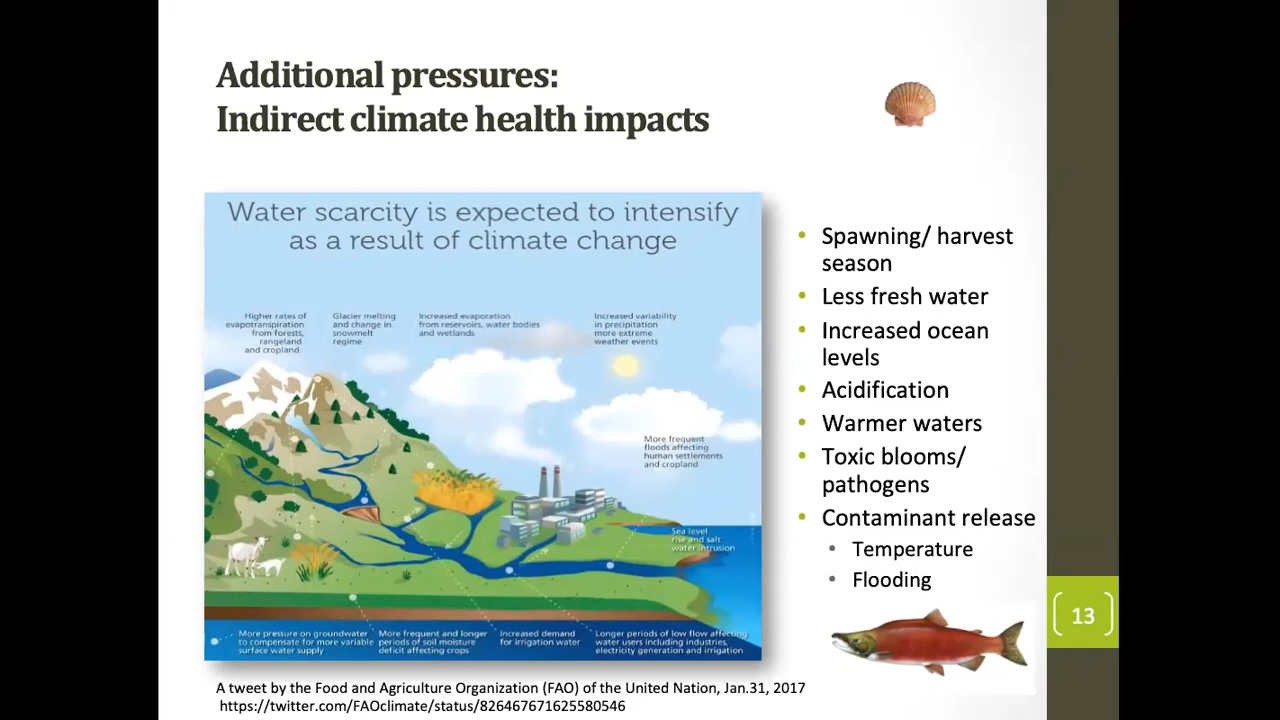 Additional pressures:
Indirect climate health impacts
Water scarcity is expected to intensify
as a result of climate change
Higher rates of
evapotranspiration
from forests,
rangeland
and cropland
Glacier melting
and change in
snowmelt
regime
Increased evaporation
from reservoirs, water bodies
and wetlands
Increased variability
in precipitation
more extreme
weather events
More frequent
floods affecting
human settlements
and cropland
Sea level
rise and salt
water intrusion
More pressure on groundwater
to compensate for more variable
surface water supply
More frequent and longer
periods of soil moisture
deficit affecting crops
Increased demand
for irrigation water
Longer periods of low flow affecting
water users including industries,
electricity generation and irrigation
• Spawning/ harvest
season
• Less fresh water
• Increased ocean
levels
• Acidification
• Warmer waters
• Toxic blooms/
pathogens
• Contaminant release
• Temperature
• Flooding
13
A tweet by the Food and Agriculture Organization (FAO) of the United Nation, Jan.31, 2017
https://twitter.com/FAOclimate/status/826467671625580546